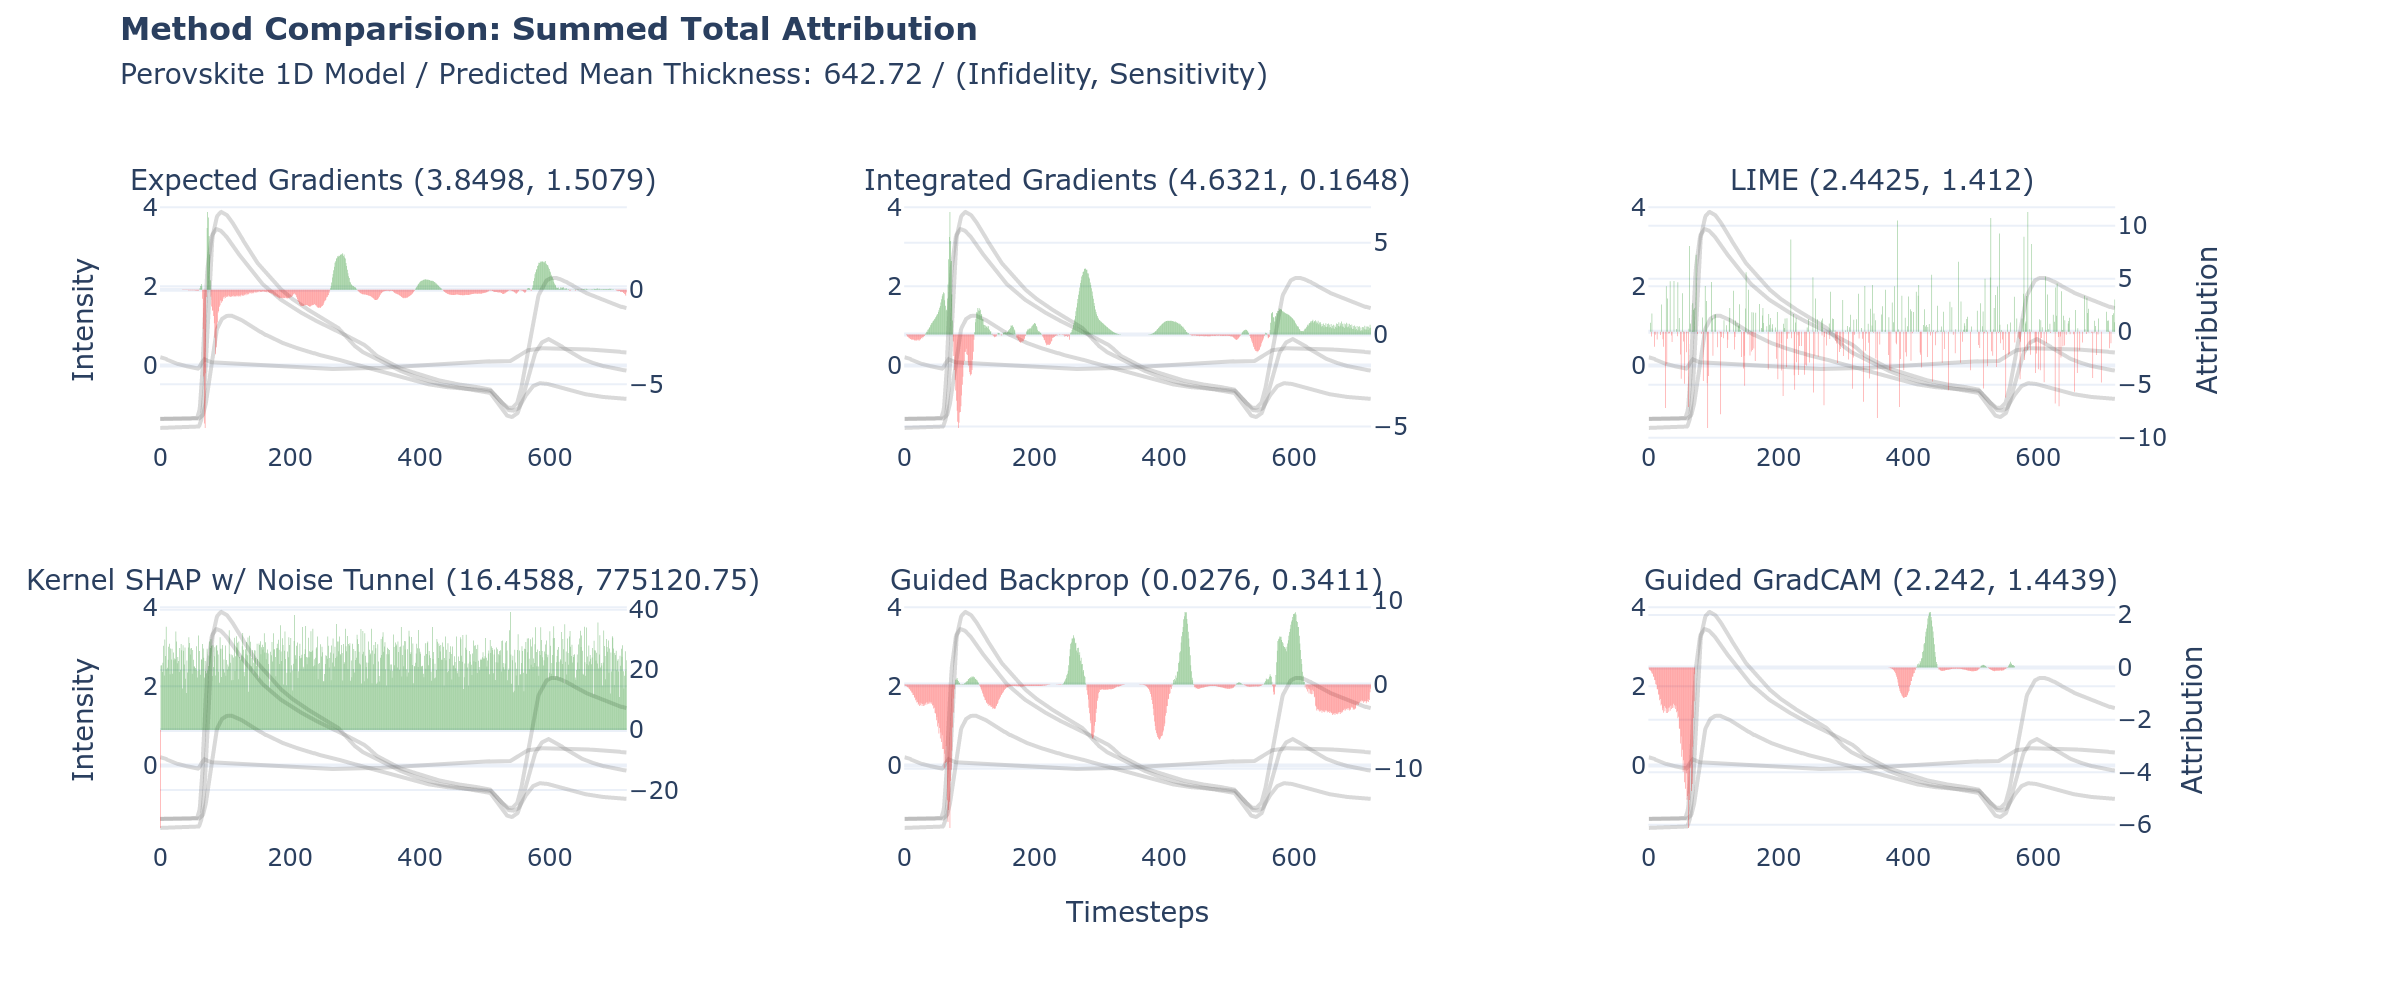 Method Comparision: Summed Total Attribution
Perovskite 1D Model / Predicted Mean Thickness: 642.72 / (Infidelity, Sensitivity)
Expected Gradients (3.8498, 1.5079)
4
2
0
Intensity
0
−5
0 200 400 600
Integrated Gradients (4.6321, 0.1648)
4
2
0
5
0
−5
0 200 400 600
LIME (2.4425, 1.412)
4
2
0
10
5
0
−5
−10
Attribution
0 200 400 600
Kernel SHAP w/ Noise Tunnel (16.4588, 775120.75)
4
2
0
Intensity
40
20
0
−20
0 200 400 600
Guided Backprop (0.0276, 0.3411)
4
2
0
10
0
−10
0 200 400 600
Guided GradCAM (2.242, 1.4439)
4
2
0
2
0
−2
−4
−6
Attribution
0 200 400 600
Timesteps